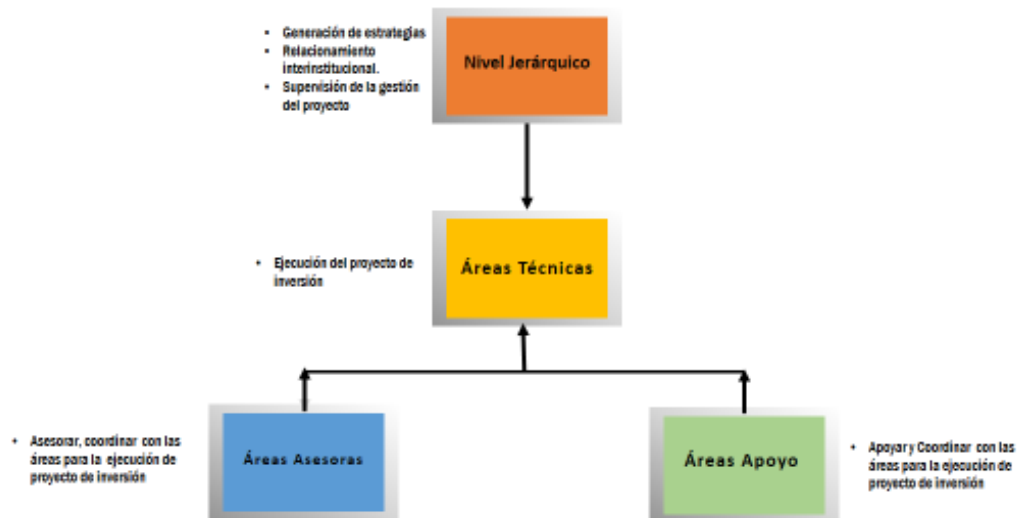 • Generación de estrategias
• Relacionamiento
interinstitucional.
• Supervisión de la gestión
del proyecto
Nivel Jerárquico
• Ejecución del proyecto de
inversión
Áreas Técnicas
• Asesorar, coordinar con las
áreas para la ejecución de
proyecto de inversión
Áreas Asesoras
Áreas Apoyo
• Apoyar y Coordinar con las
áreas para la ejecución de
proyecto de inversión